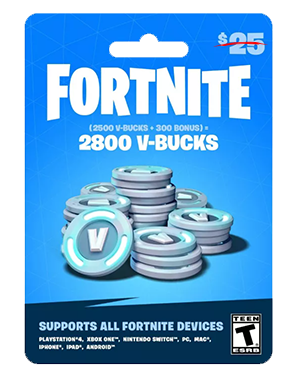 $25
FORTNITE
(2500 V-BUCKS + 300 BONUS) =
2800 V-BUCKS
V
V
SUPPORTS ALL FORTNITE DEVICES
PLAYSTATION®4, XBOX ONE™, NINTENDO SWITCH™, PC, MAC®,
IPHONE®, IPAD®, ANDROID™
TEEN
T
ESRB